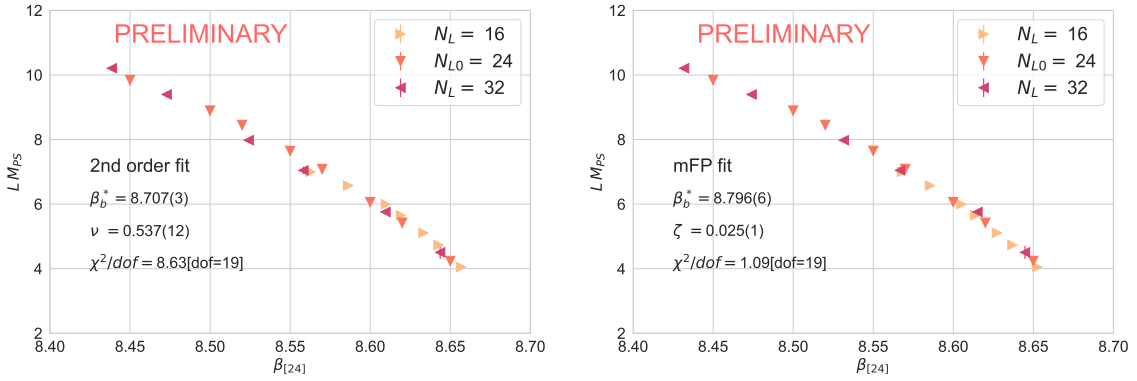 12
10
8
6
4
2
L M_PS
8.40 8.45 8.50 8.55 8.60 8.65 8.70
β_[24]
PRELIMINARY
N_L = 16
N_L0 = 24
N_L = 32
2nd order fit
β_b^* = 8.707(3)
ν = 0.537(12)
χ^2/dof = 8.63[dof=19]
12
10
8
6
4
2
L M_PS
8.40 8.45 8.50 8.55 8.60 8.65 8.70
β_[24]
PRELIMINARY
N_L = 16
N_L0 = 24
N_L = 32
mFP fit
β_b^* = 8.796(6)
ζ = 0.025(1)
χ^2/dof = 1.09[dof=19]